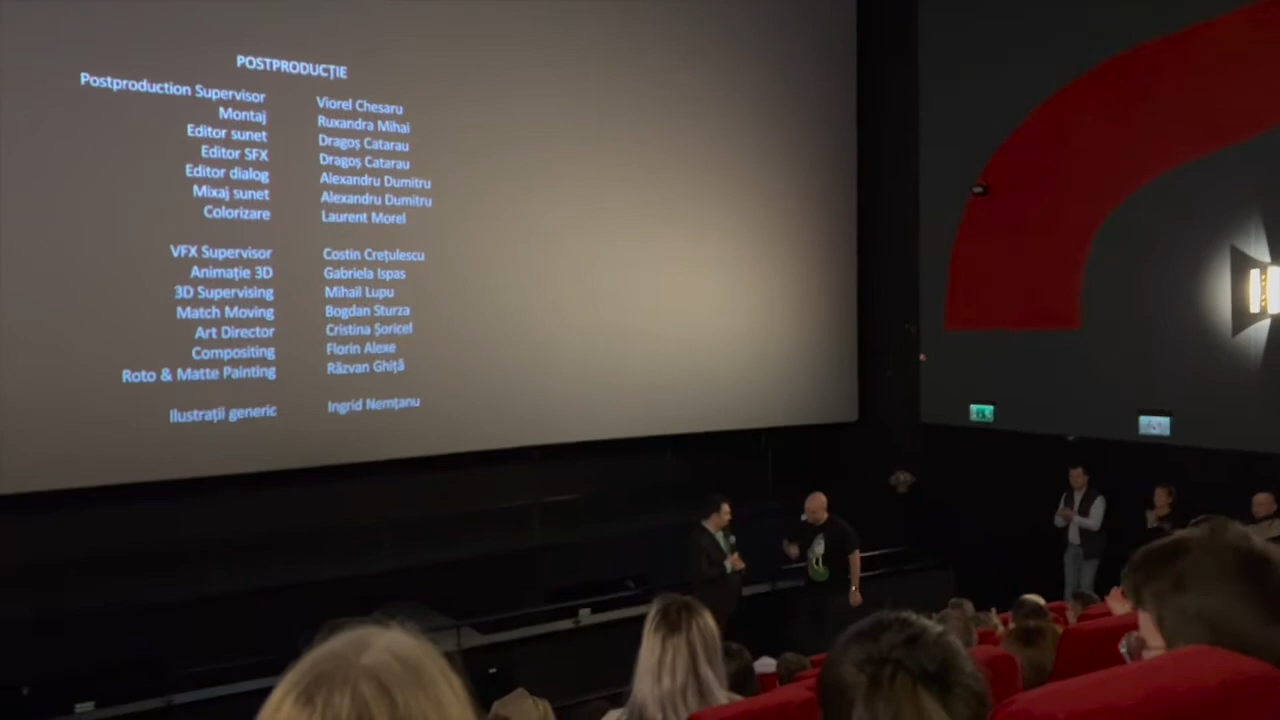 POSTPRODUCȚIE
Postproduction Supervisor Viorel Chesaru
Montaj Ruxandra Mihai
Editor sunet Dragoș Catarau
Editor SFX Dragoș Catarau
Editor dialog Alexandru Dumitru
Mixaj sunet Alexandru Dumitru
Colorizare Laurent Morel
VFX Supervisor Costin Crețulescu
Animație 3D Gabriela Ispas
3D Supervising Mihail Lupu
Match Moving Bogdan Sturza
Art Director Cristina Șoricel
Compositing Florin Alexe
Roto & Matte Painting Răzvan Ghiță
Ilustrații generic Ingrid Nemțanu